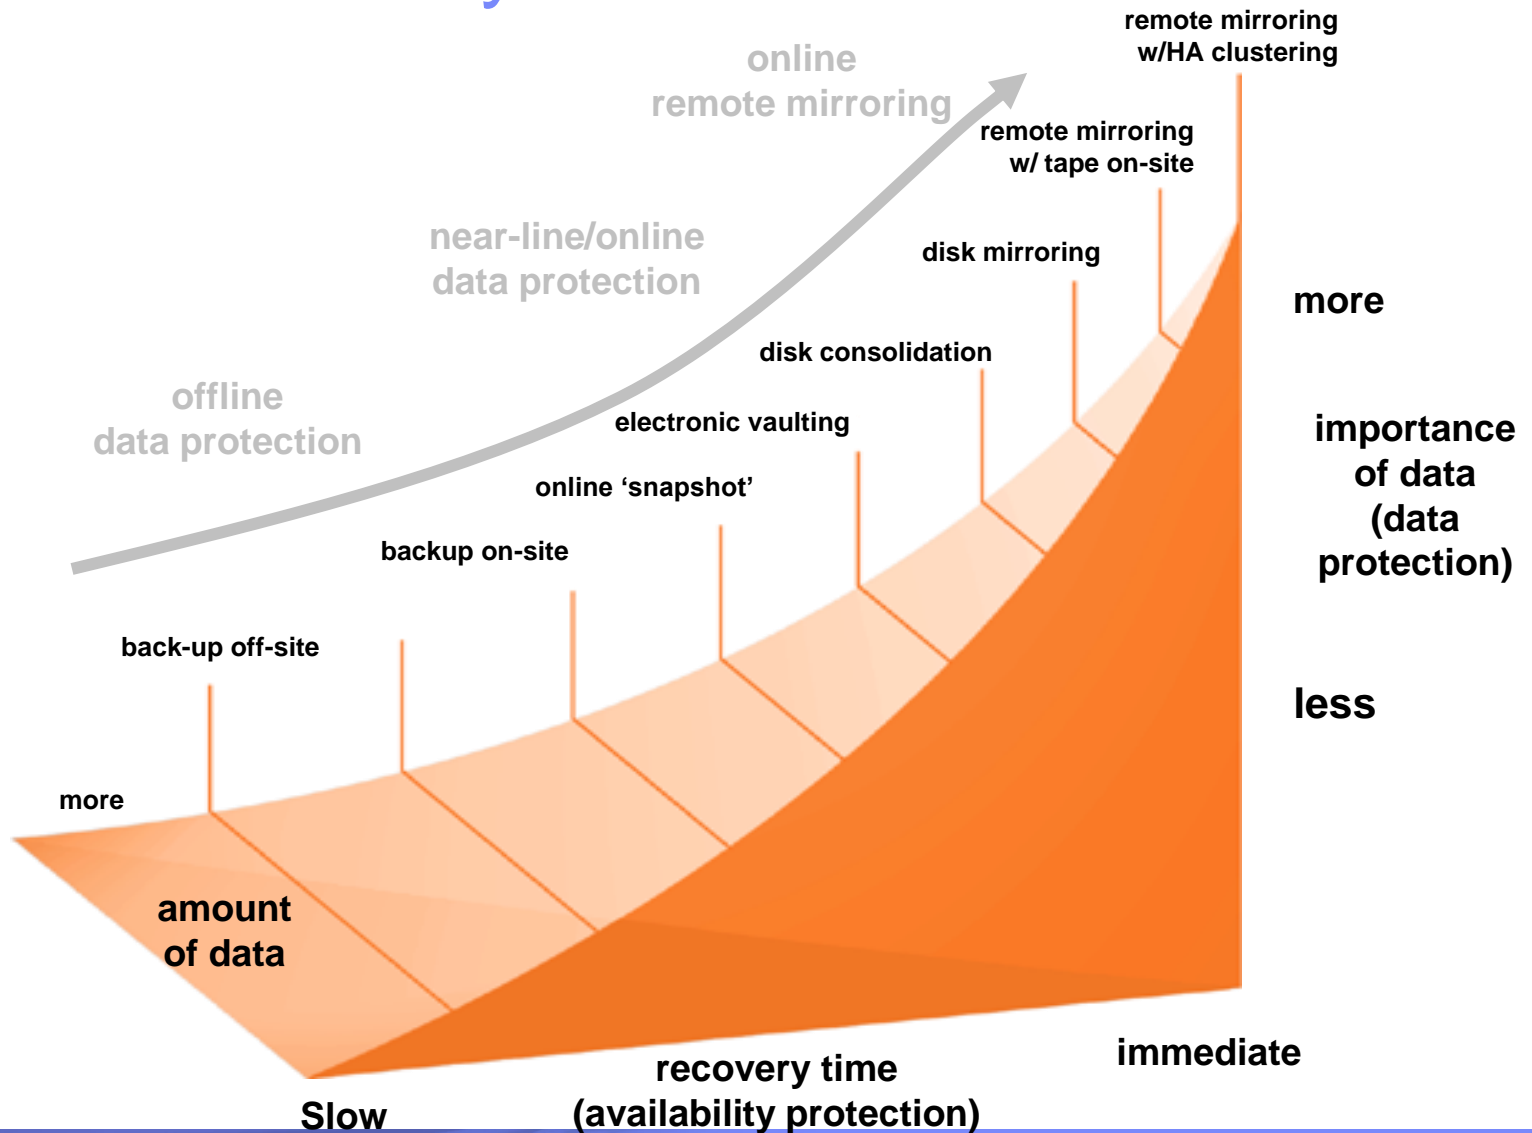 remote mirroring
w/HA clustering
online
remote mirroring
remote mirroring
w/ tape on-site
near-line/online
data protection
disk mirroring
more
disk consolidation
offline
data protection
electronic vaulting
importance
of data
(data
protection)
online ‘snapshot’
backup on-site
back-up off-site
less
more
amount
of data
immediate
recovery time
(availability protection)
Slow